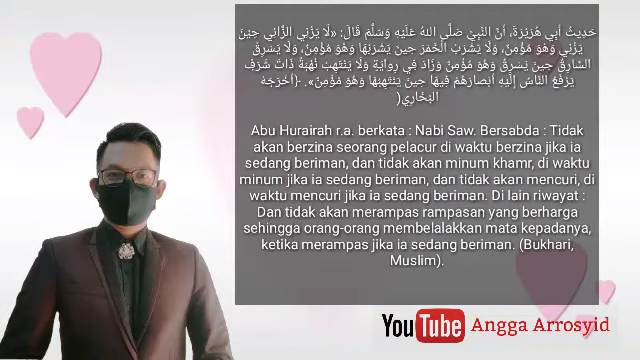 حَدِيثُ أَبِي هُرَيْرَةَ، أَنَّ النَّبِيَّ صَلَّى اللهُ عَلَيْهِ وَسَلَّمَ قَالَ: «لَا يَزْنِي الزَّانِي حِيْنَ
يَزْنِي وَهُوَ مُؤْمِنٌ، وَلَا يَشْرَبُ الْخَمْرَ حِينَ يَشْرَبُهَا وَهُوَ مُؤْمِنٌ، وَلَا يَسْرِقُ
السَّارِقُ حِينَ يَسْرِقُ وَهُوَ مُؤْمِنٌ وَزَادَ فِي رِوَايَةٍ وَلَا يَنْتَهِبُ نُهْبَةً ذَاتَ شَرَفٍ
يَرْفَعُ النَّاسُ إِلَيْهِ أَبْصَارَهُمْ فِيهَا حِينَ يَنْتَهِبُهَا وَهُوَ مُؤْمِنٌ». -{أَخْرَجَهُ
البُخَارِي(
Abu Hurairah r.a. berkata : Nabi Saw. Bersabda : Tidak
akan berzina seorang pelacur di waktu berzina jika ia
sedang beriman, dan tidak akan minum khamr, di waktu
minum jika ia sedang beriman, dan tidak akan mencuri, di
waktu mencuri jika ia sedang beriman. Di lain riwayat :
Dan tidak akan merampas rampasan yang berharga
sehingga orang-orang membelalakkan mata kepadanya,
ketika merampas jika ia sedang beriman. (Bukhari,
Muslim).
YouTube Angga Arrosyid